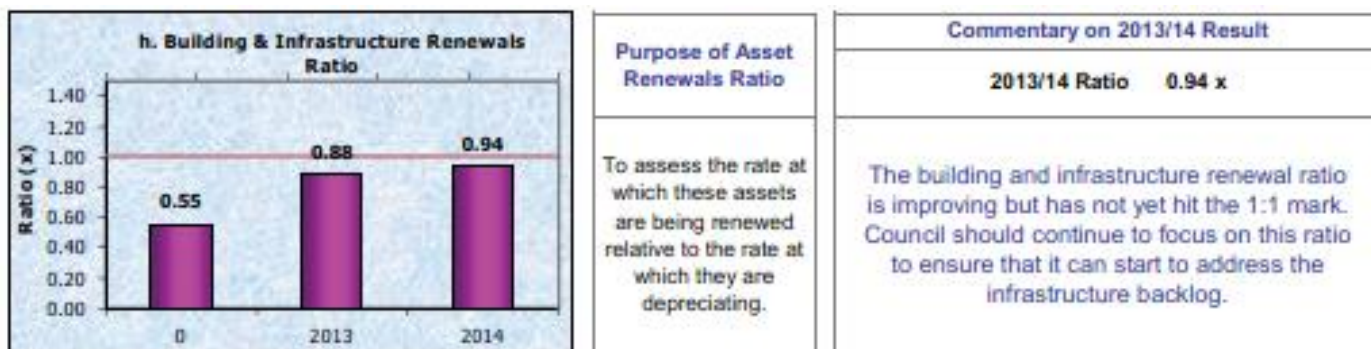 h. Building & Infrastructure Renewals
Ratio
Ratio (x)
1.40
1.20
1.00
0.80
0.60
0.40
0.20
0.00
0.55
0.88
0.94
0
2013
2014
Purpose of Asset
Renewals Ratio
To assess the rate at
which these assets
are being renewed
relative to the rate at
which they are
depreciating.
Commentary on 2013/14 Result
2013/14 Ratio 0.94 x
The building and infrastructure renewal ratio
is improving but has not yet hit the 1:1 mark.
Council should continue to focus on this ratio
to ensure that it can start to address the
infrastructure backlog.